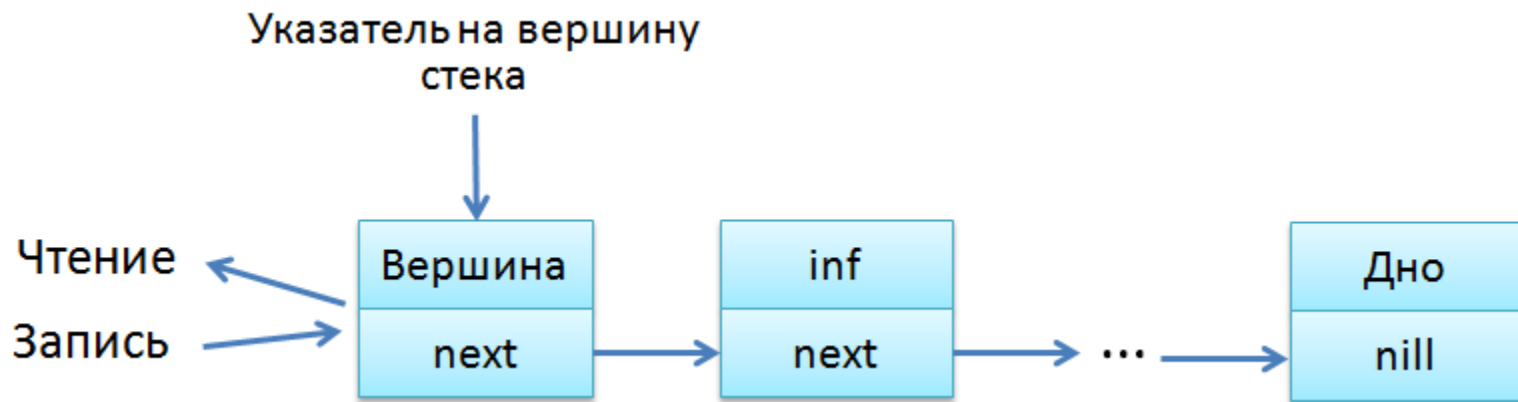 Указатель на вершину
стека
Чтение
Запись
Вершина
next
inf
next
...
Дно
nill